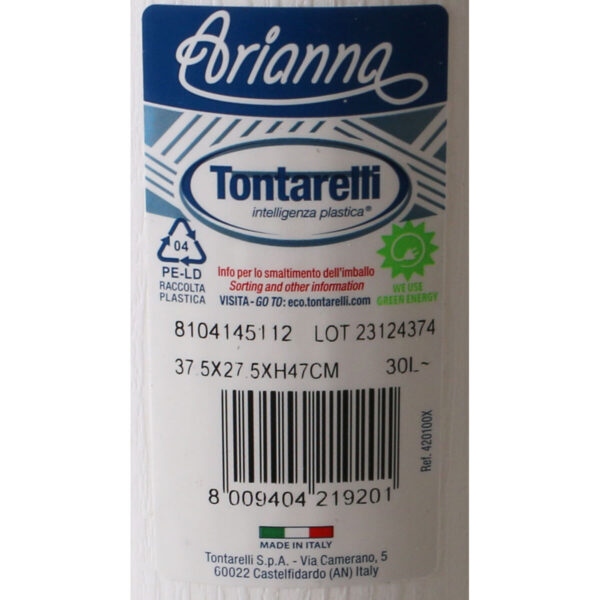 Arianna
Tontarelli
intelligenza plastica®
04
PE-LD
RACCOLTA
PLASTICA
Info per lo smaltimento dell'imballo
Sorting and other information
VISITA - GO TO: eco.tontarelli.com
WE USE
GREEN ENERGY
8104145112 LOT 23124374
37.5X27.5XH47CM 30L~
Ref. 420100X
8 009404 219201
MADE IN ITALY
Tontarelli S.p.A. - Via Camerano, 5
60022 Castelfidardo (AN) Italy